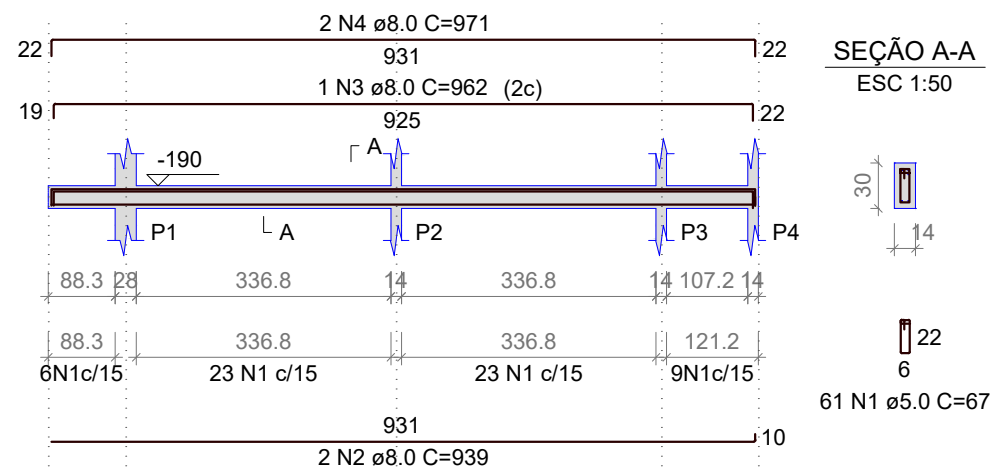 2 N4 ø8.0 C=971
22 22
931
SEÇÃO A-A
ESC 1:50
1 N3 ø8.0 C=962 (2c)
19 22
925
A
-190
30
P1 A P2 P3 P4
14
88.3 28 336.8 14 336.8 14 107.2 14
88.3 336.8 336.8 121.2
22
6N1c/15 23 N1 c/15 23 N1 c/15 9N1c/15
6
61 N1 ø5.0 C=67
931
10
2 N2 ø8.0 C=939